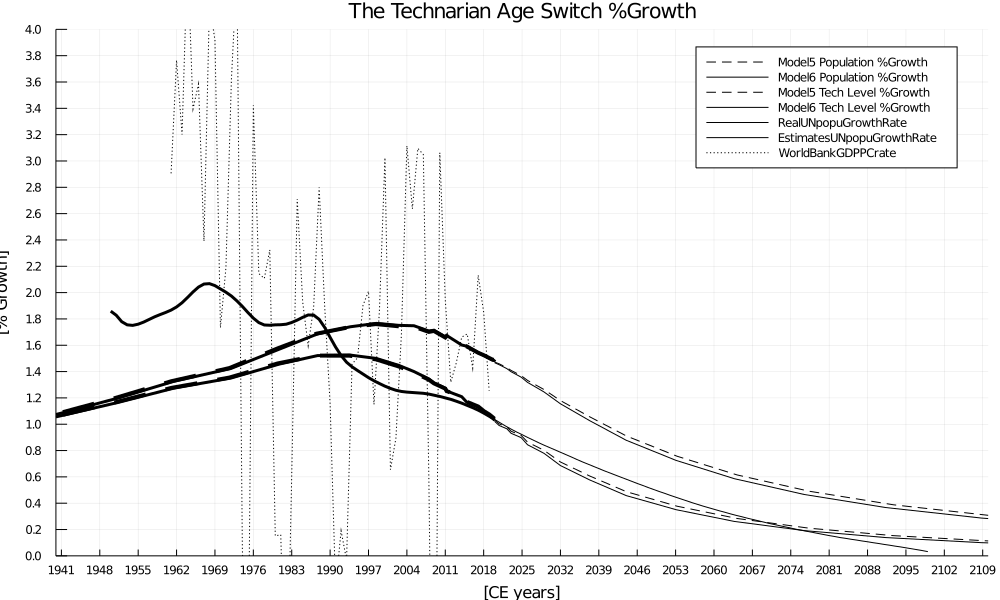 The Technarian Age Switch %Growth
4.0
3.8
3.6
3.4
3.2
3.0
2.8
2.6
2.4
2.2
2.0
1.8
1.6
1.4
1.2
1.0
0.8
0.6
0.4
0.2
0.0
[% Growth]
Model5 Population %Growth
Model6 Population %Growth
Model5 Tech Level %Growth
Model6 Tech Level %Growth
RealUNpopuGrowthRate
EstimatesUNpopuGrowthRate
WorldBankGDPPCrate
1941 1948 1955 1962 1969 1976 1983 1990 1997 2004 2011 2018 2025 2032 2039 2046 2053 2060 2067 2074 2081 2088 2095 2102 2109
[CE years]